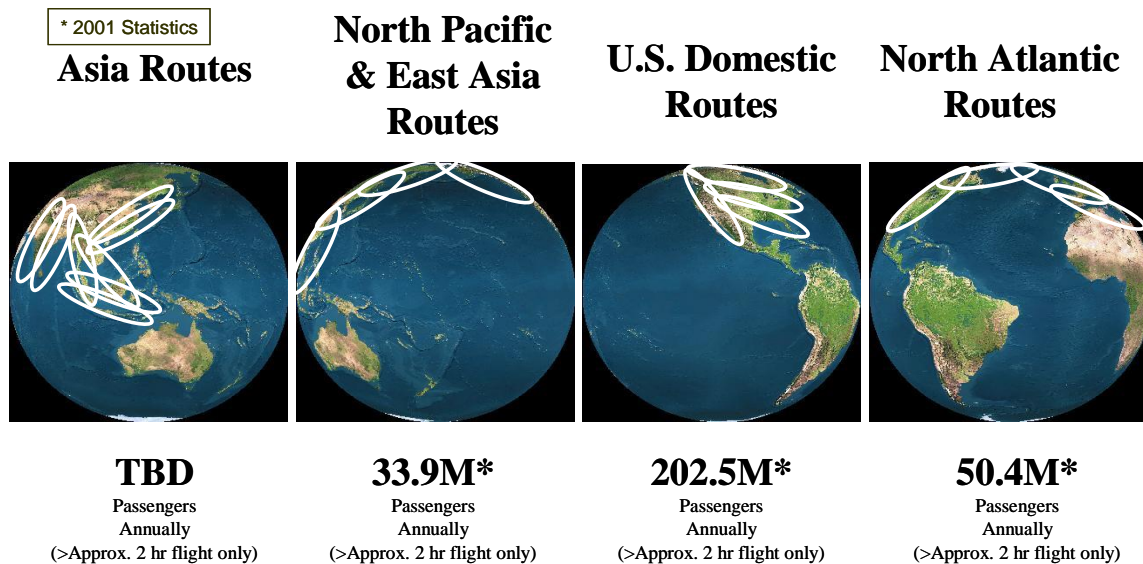 * 2001 Statistics
Asia Routes
North Pacific
& East Asia
Routes
U.S. Domestic
Routes
North Atlantic
Routes
TBD
Passengers
Annually
(>Approx. 2 hr flight only)
33.9M*
Passengers
Annually
(>Approx. 2 hr flight only)
202.5M*
Passengers
Annually
(>Approx. 2 hr flight only)
50.4M*
Passengers
Annually
(>Approx. 2 hr flight only)